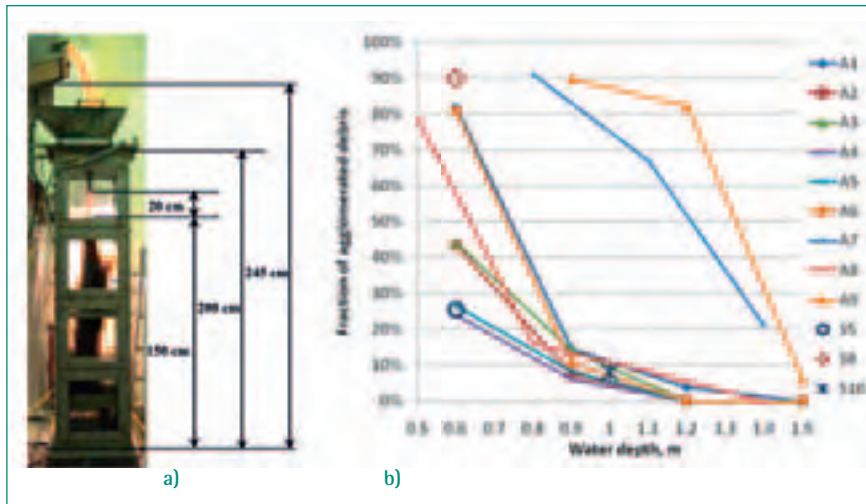 20 cm
245 cm
200 cm
150 cm
a)
100%
90%
80%
70%
60%
50%
40%
30%
20%
10%
0%
Fraction of agglomerated debris
0.5 0.6 0.7 0.8 0.9 1 1.1 1.2 1.3 1.4 1.5
Water depth, m
A1
A2
A3
A4
A5
A6
A7
A8
A9
S5
S8
S10
b)